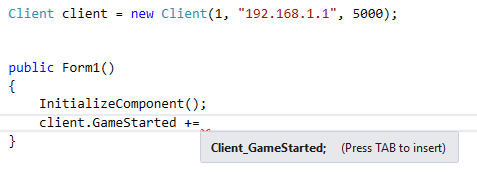 Client client = new Client(1, "192.168.1.1", 5000);
public Form1()
{
InitializeComponent();
client.GameStarted +=
Client_GameStarted; (Press TAB to insert)
}